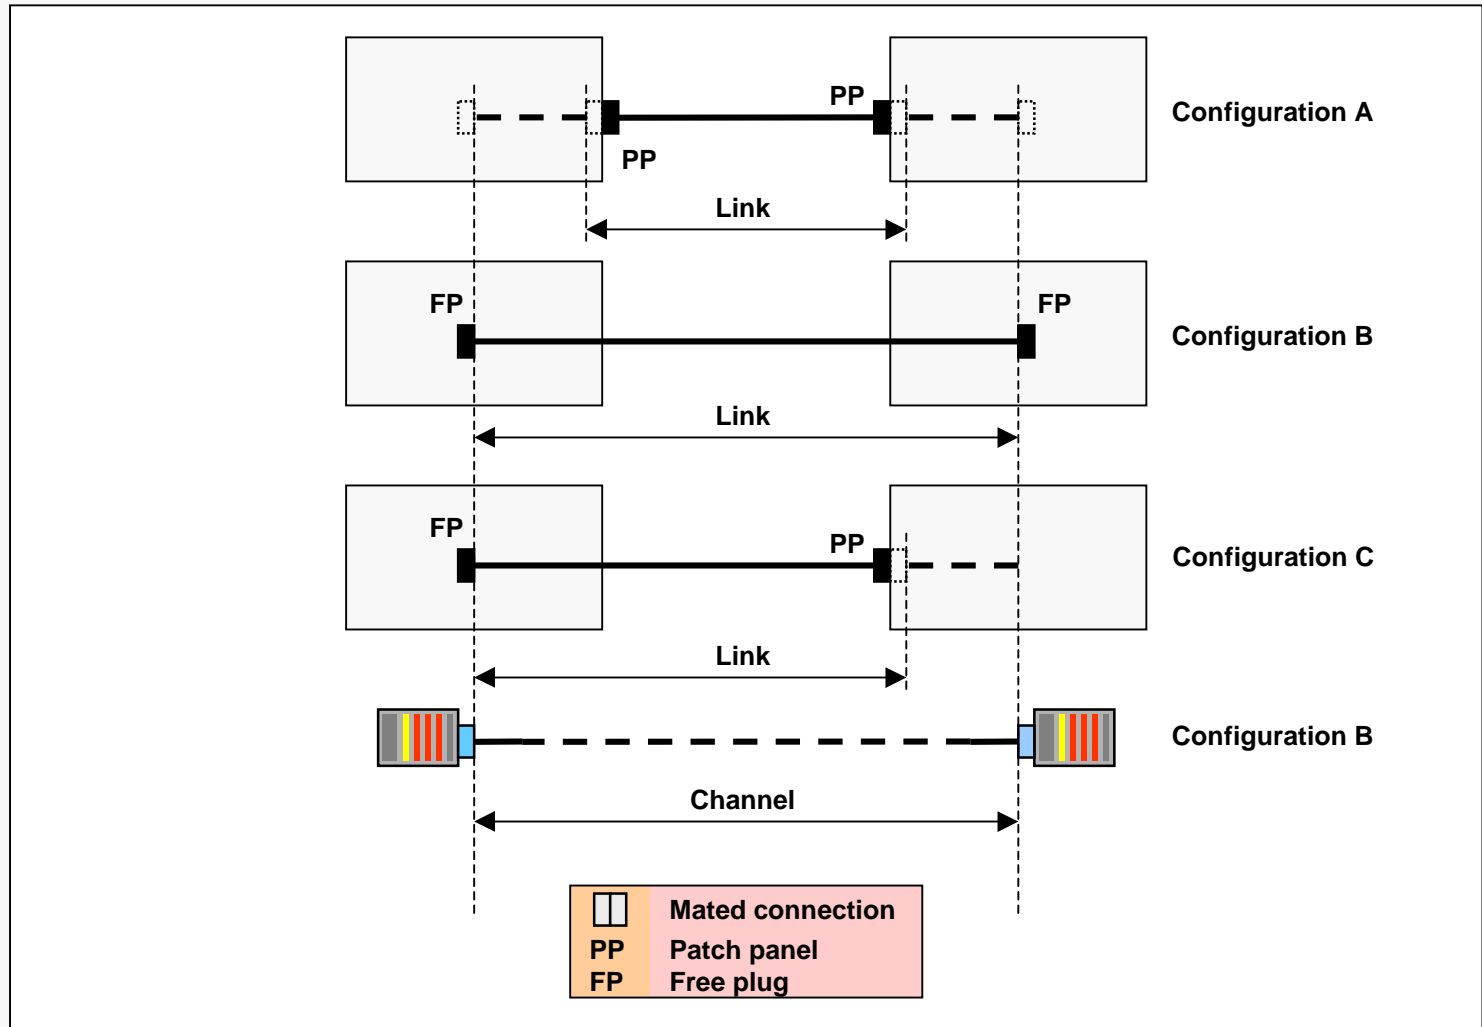 PP
Configuration A
PP
Link
FP
FP
Configuration B
Link
FP
PP
Configuration C
Link
Configuration B
Channel
Mated connection
PP Patch panel
FP Free plug